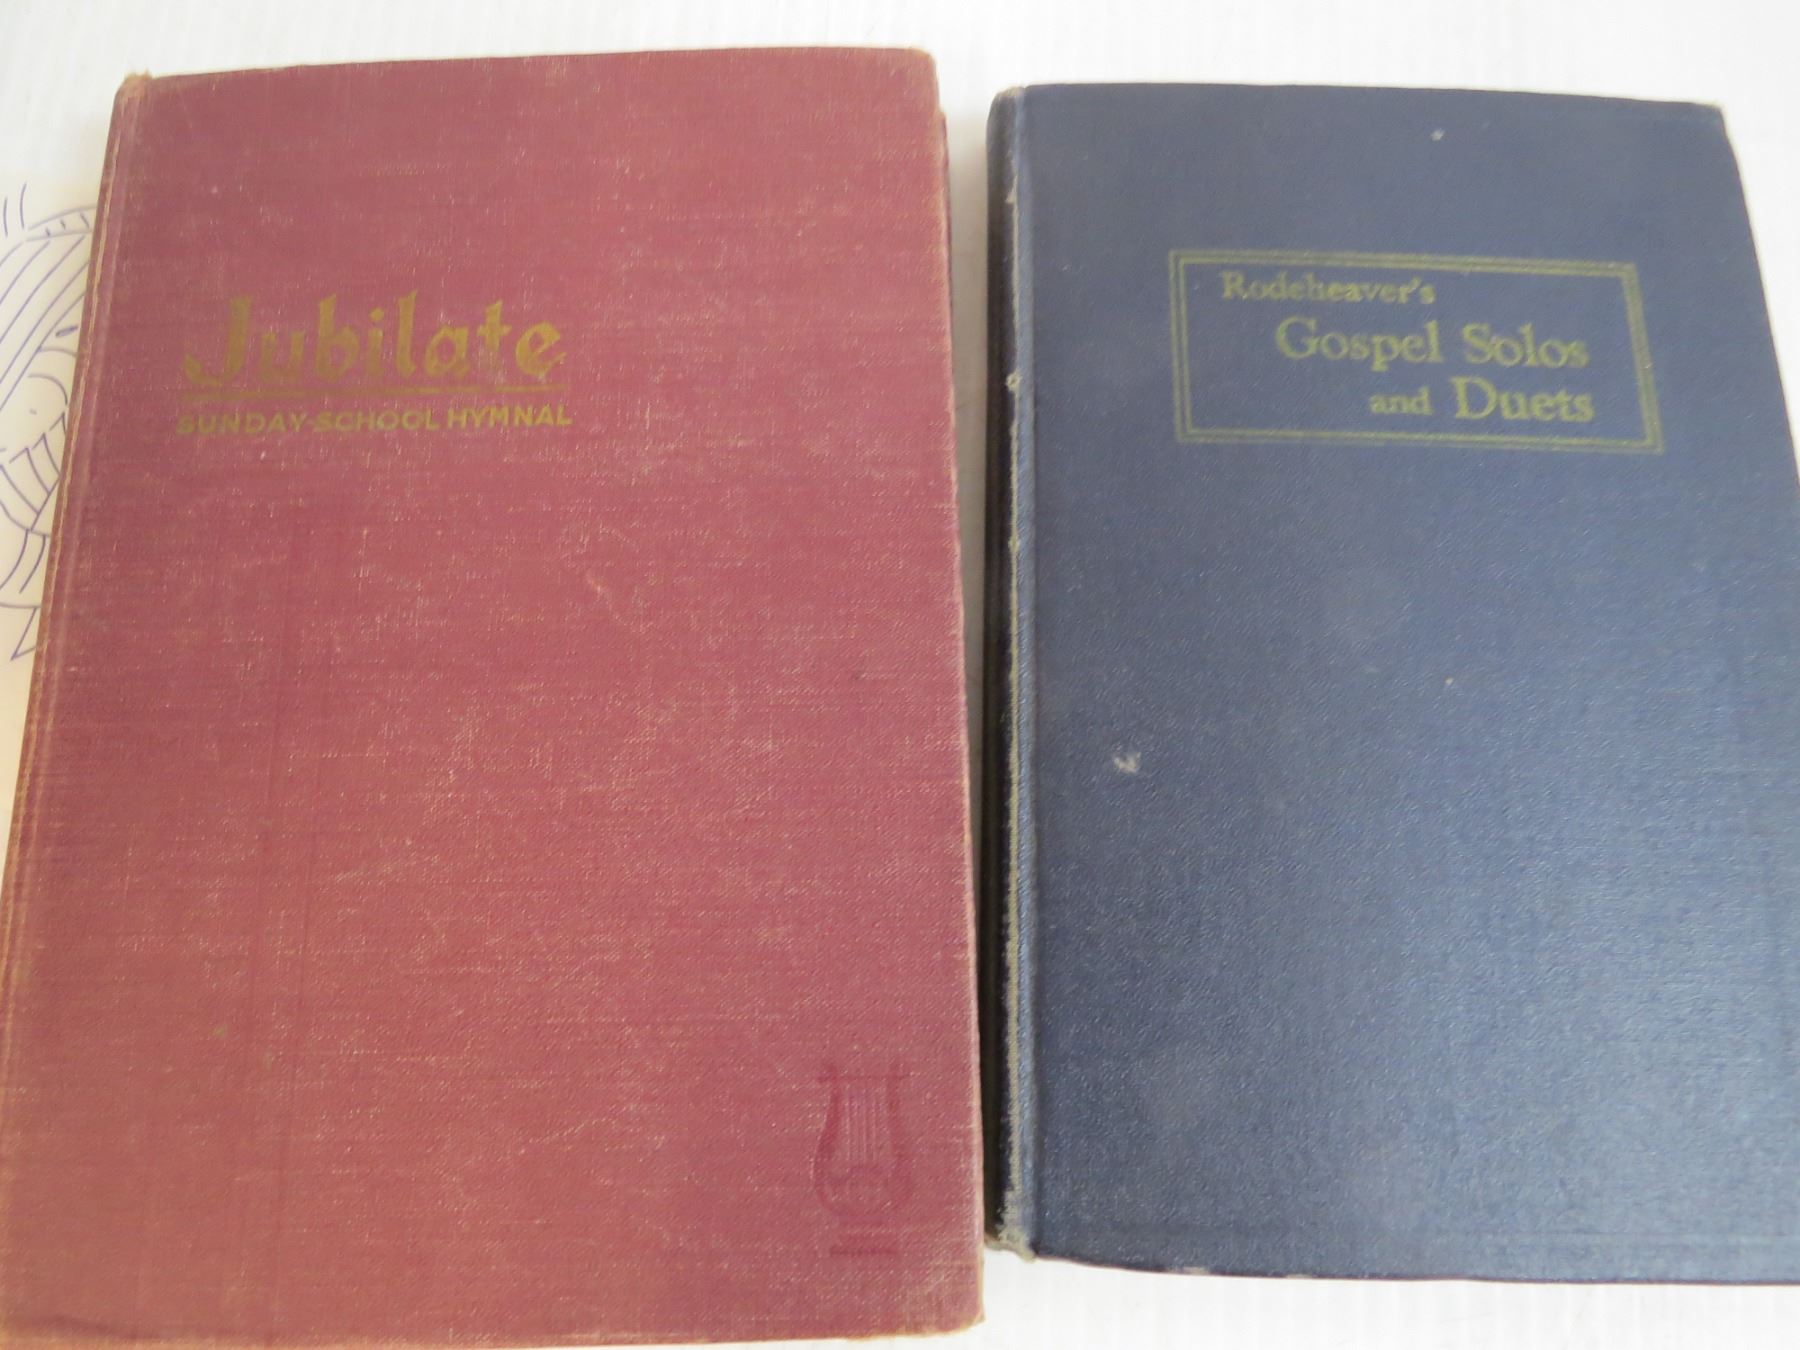 Jubilate
SUNDAY-SCHOOL HYMNAL
Rodeheaver's
Gospel Solos
and Duets